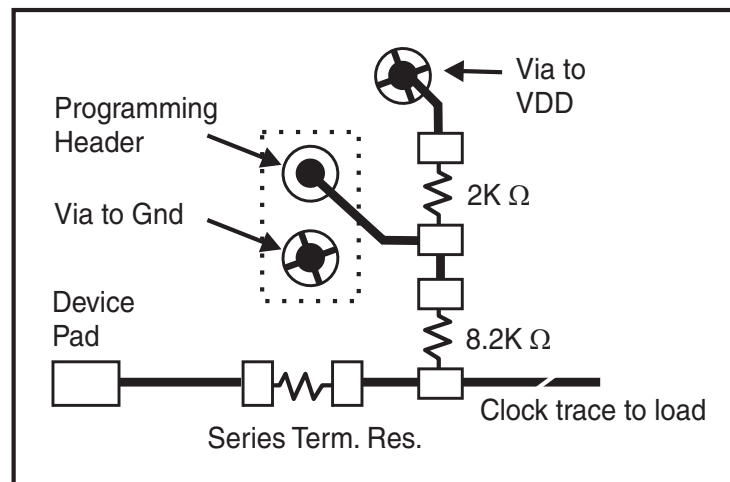 Via to
VDD
Programming
Header
2K Ω
Via to Gnd
Device
Pad
8.2K Ω
Clock trace to load
Series Term. Res.